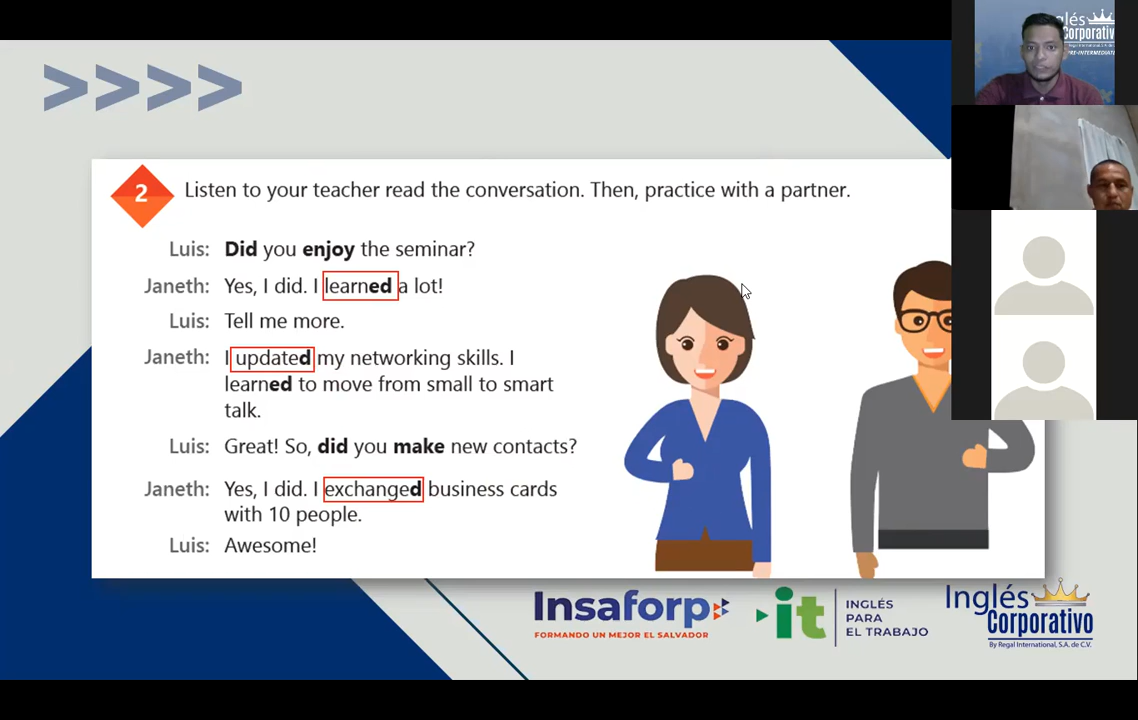 >>>>
2 Listen to your teacher read the conversation. Then, practice with a partner.
Luis: Did you enjoy the seminar?
Janeth: Yes, I did. I learned a lot!
Luis: Tell me more.
Janeth: I updated my networking skills. I
learned to move from small to smart
talk.
Luis: Great! So, did you make new contacts?
Janeth: Yes, I did. I exchanged business cards
with 10 people.
Luis: Awesome!
Insaforp
FORMANDO UN MEJOR EL SALVADOR
it
INGLÉS
PARA
EL TRABAJO
Inglés
Corporativo
By Regal International, S.A. de C.V.